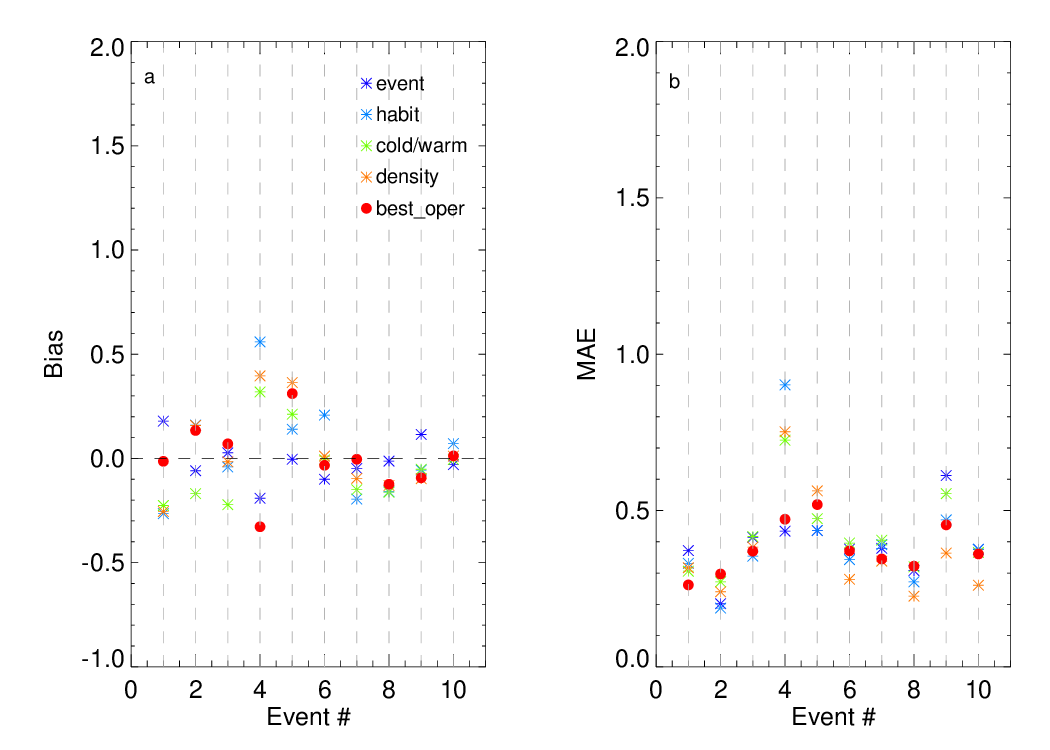 a
event
habit
cold/warm
density
best_oper
2.0
1.5
1.0
0.5
0.0
-0.5
-1.0
Bias
0 2 4 6 8 10
Event #
b
2.0
1.5
1.0
0.5
0.0
MAE
0 2 4 6 8 10
Event #